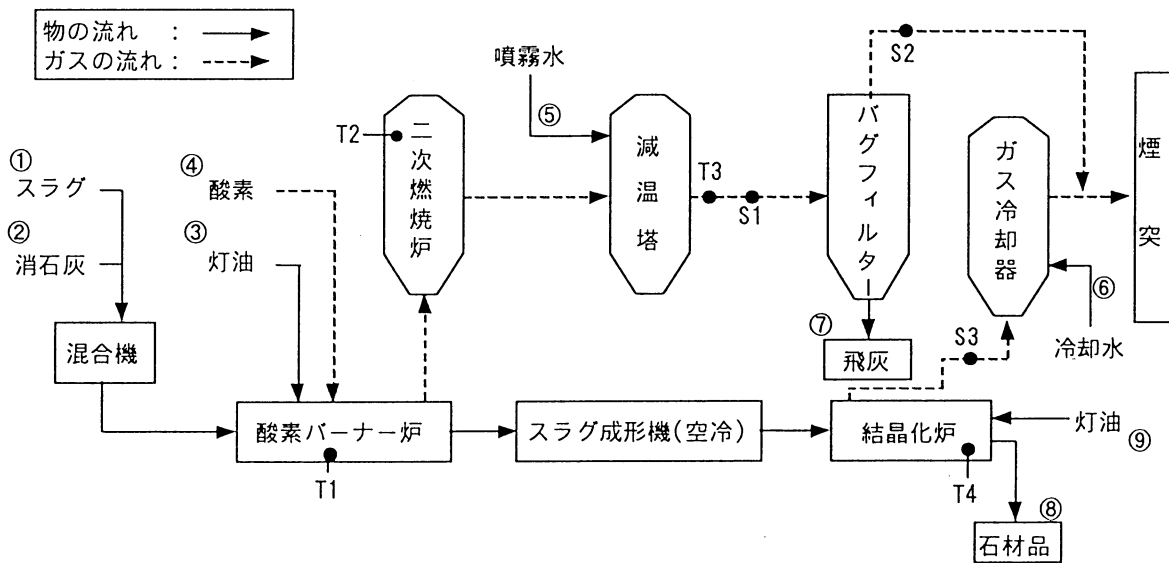 物の流れ :
ガスの流れ :
噴霧水
⑤
S2
①
スラグ
④
酸素
T2
二次燃焼炉
減温塔
T3
S1
バグフィルタ
ガス冷却器
煙突
②
消石灰
③
灯油
⑥
冷却水
⑦
飛灰
S3
混合機
酸素バーナー炉
スラグ成形機(空冷)
結晶化炉
灯油
⑨
T1
T4
⑧
石材品